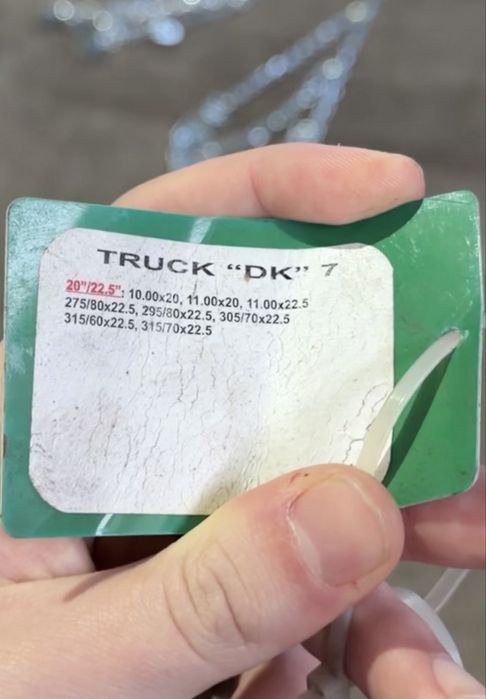 TRUCK “DK” 7
20"/22.5": 10.00x20, 11.00x20, 11.00x22.5
275/80x22.5, 295/80x22.5, 305/70x22.5
315/60x22.5, 315/70x22.5